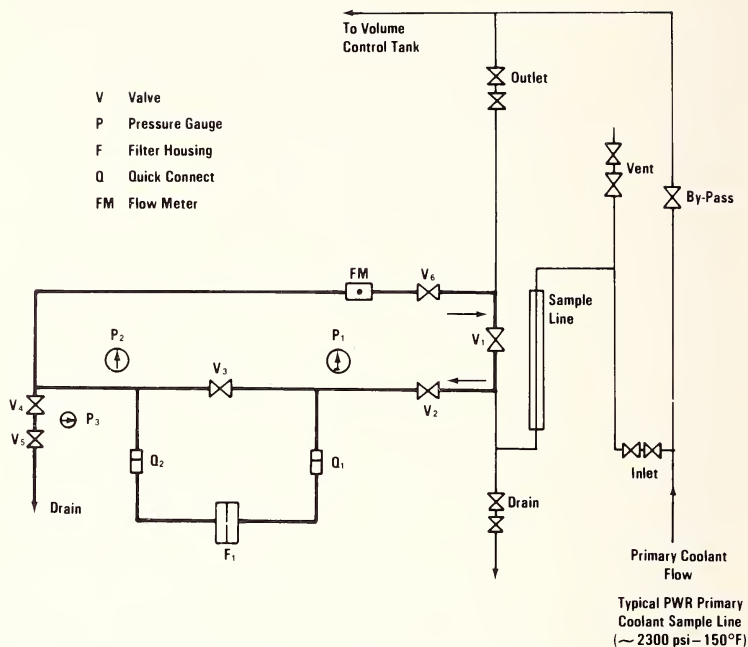 To Volume
Control Tank
Outlet
V Valve
P Pressure Gauge
F Filter Housing
Q Quick Connect
FM Flow Meter
Vent
By-Pass
FM
V6
Sample
Line
P2
P1
V3
V1
V4
P3
V2
V5
Q2
Q1
Inlet
Drain
Drain
F1
Primary Coolant
Flow
Typical PWR Primary
Coolant Sample Line
(~ 2300 psi – 150°F)